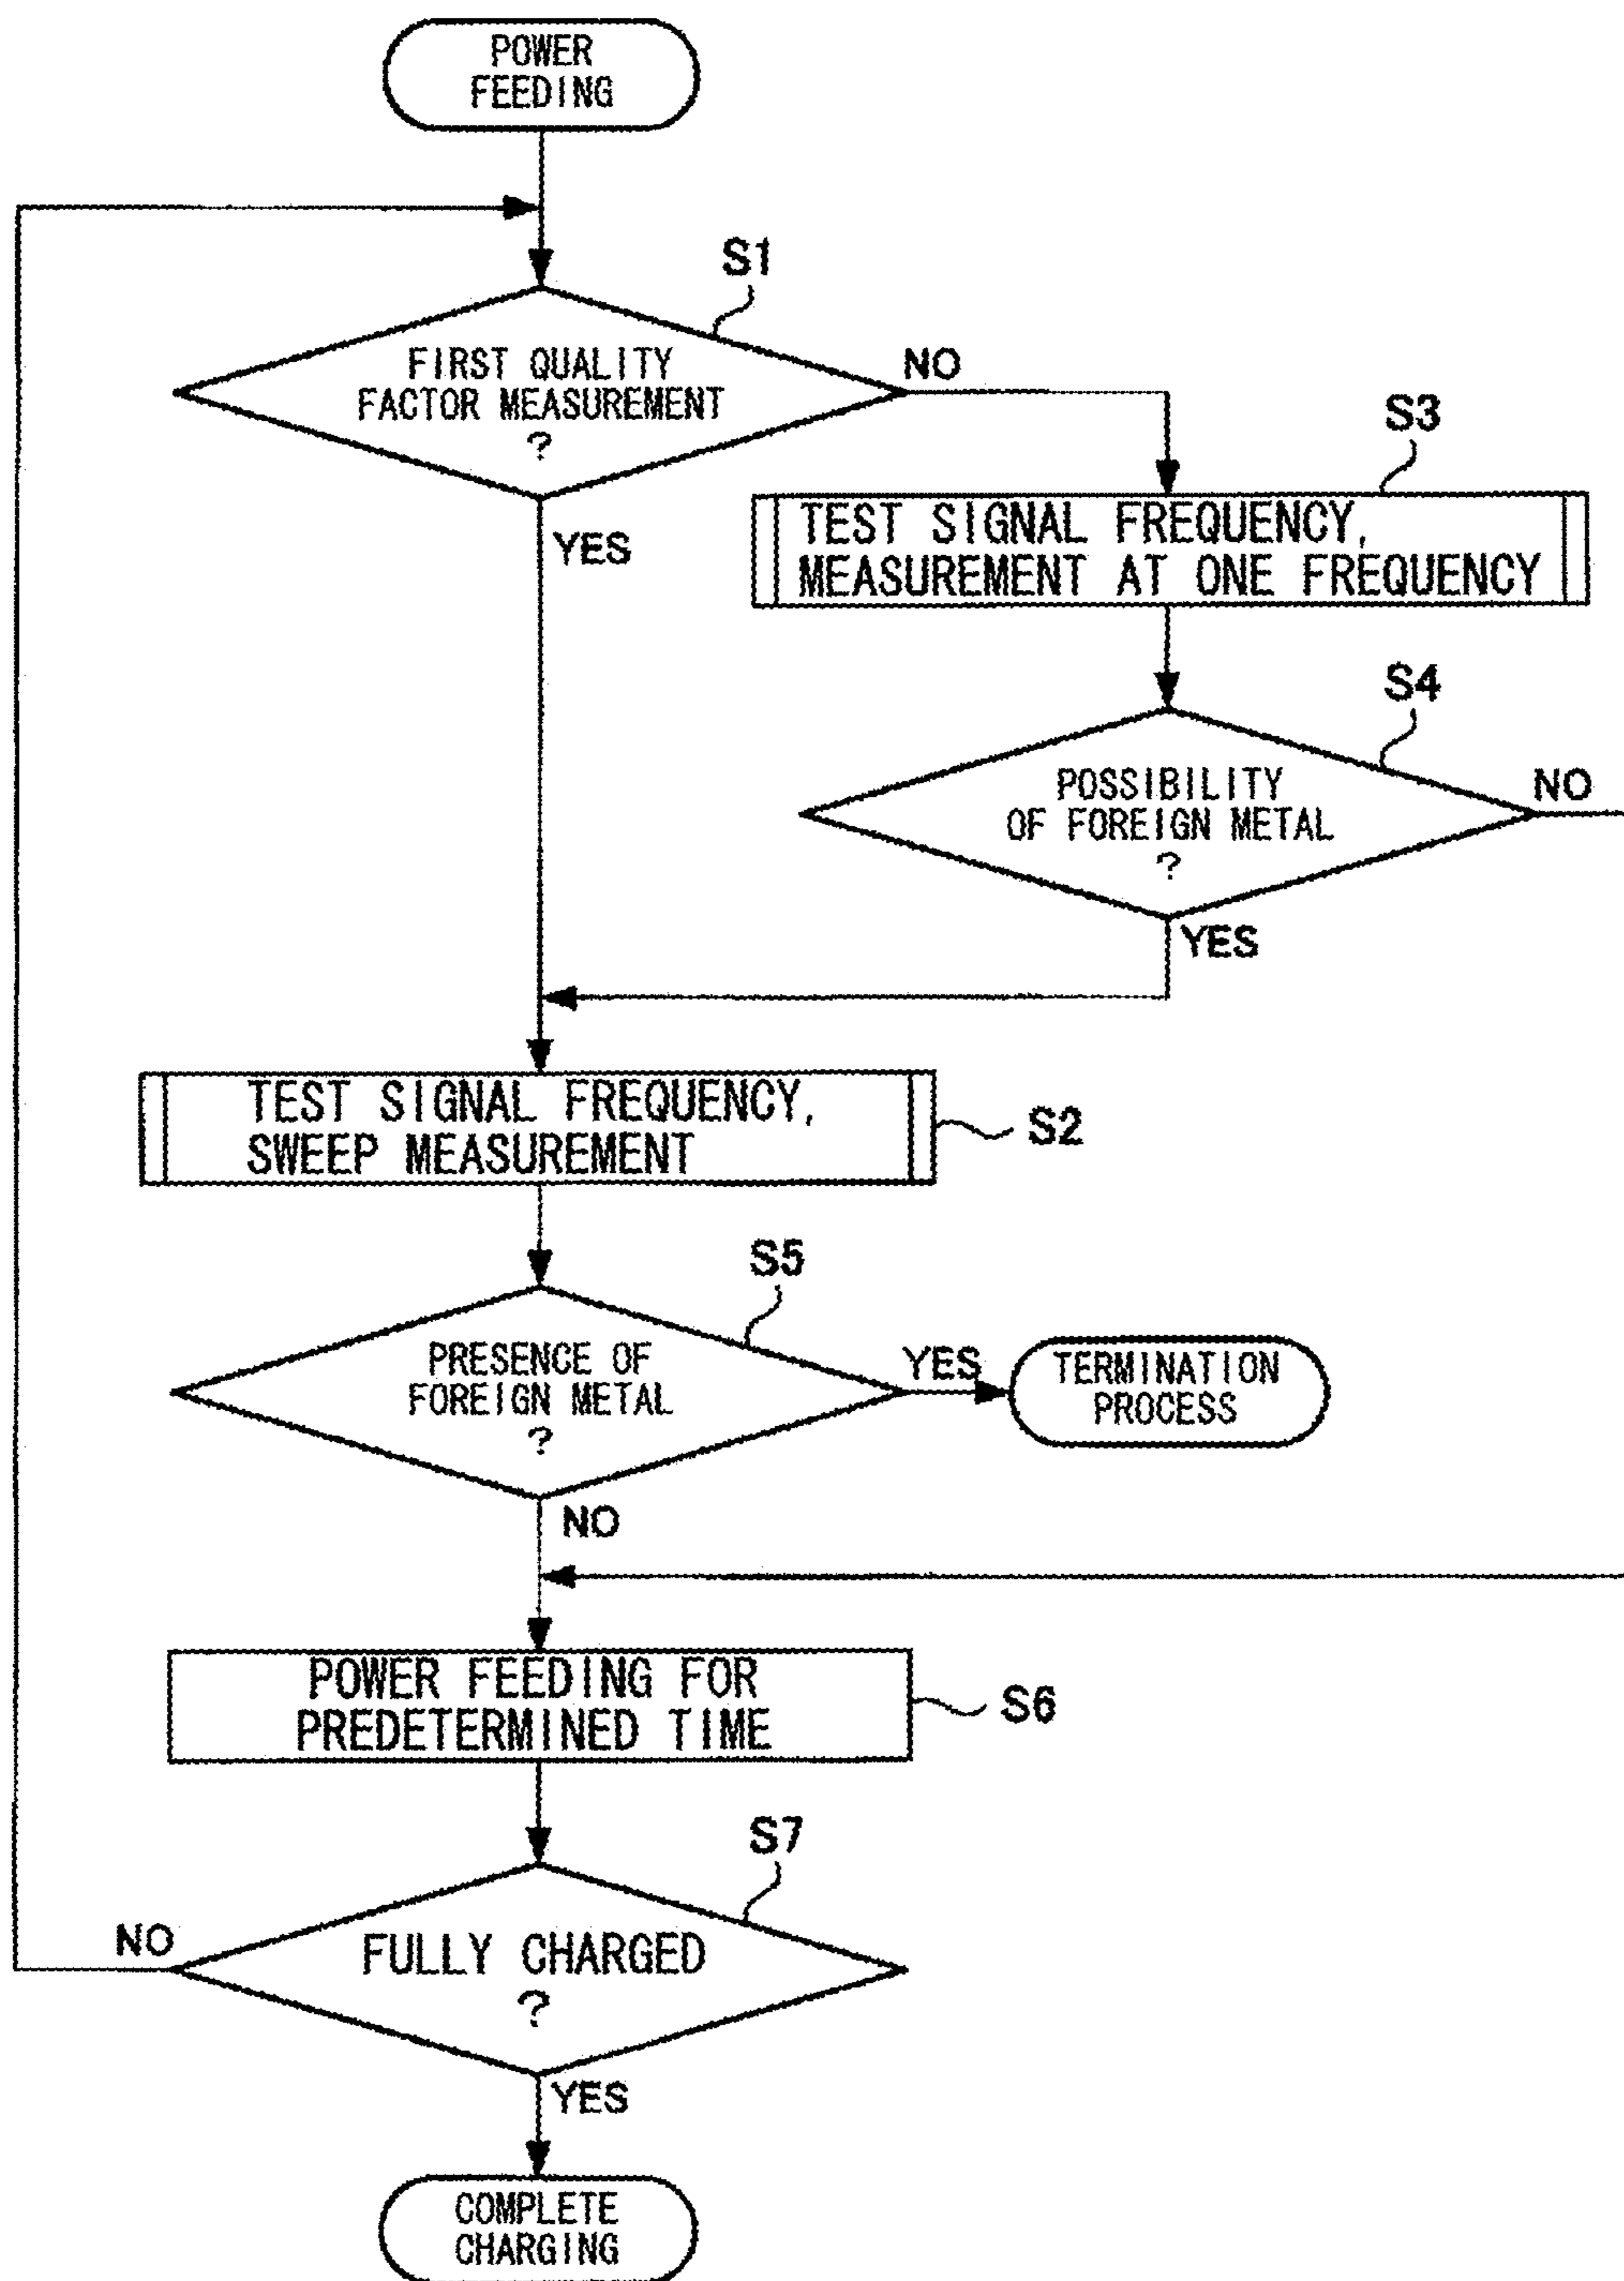 POWER
FEEDING
S1
FIRST QUALITY
FACTOR MEASUREMENT
?
NO
YES
S3
TEST SIGNAL FREQUENCY,
MEASUREMENT AT ONE FREQUENCY
S4
POSSIBILITY
OF FOREIGN METAL
?
NO
YES
TEST SIGNAL FREQUENCY,
SWEEP MEASUREMENT
S2
S5
PRESENCE OF
FOREIGN METAL
?
YES
TERMINATION
PROCESS
NO
POWER FEEDING FOR
PREDETERMINED TIME
S6
S7
FULLY CHARGED
?
NO
YES
COMPLETE
CHARGING